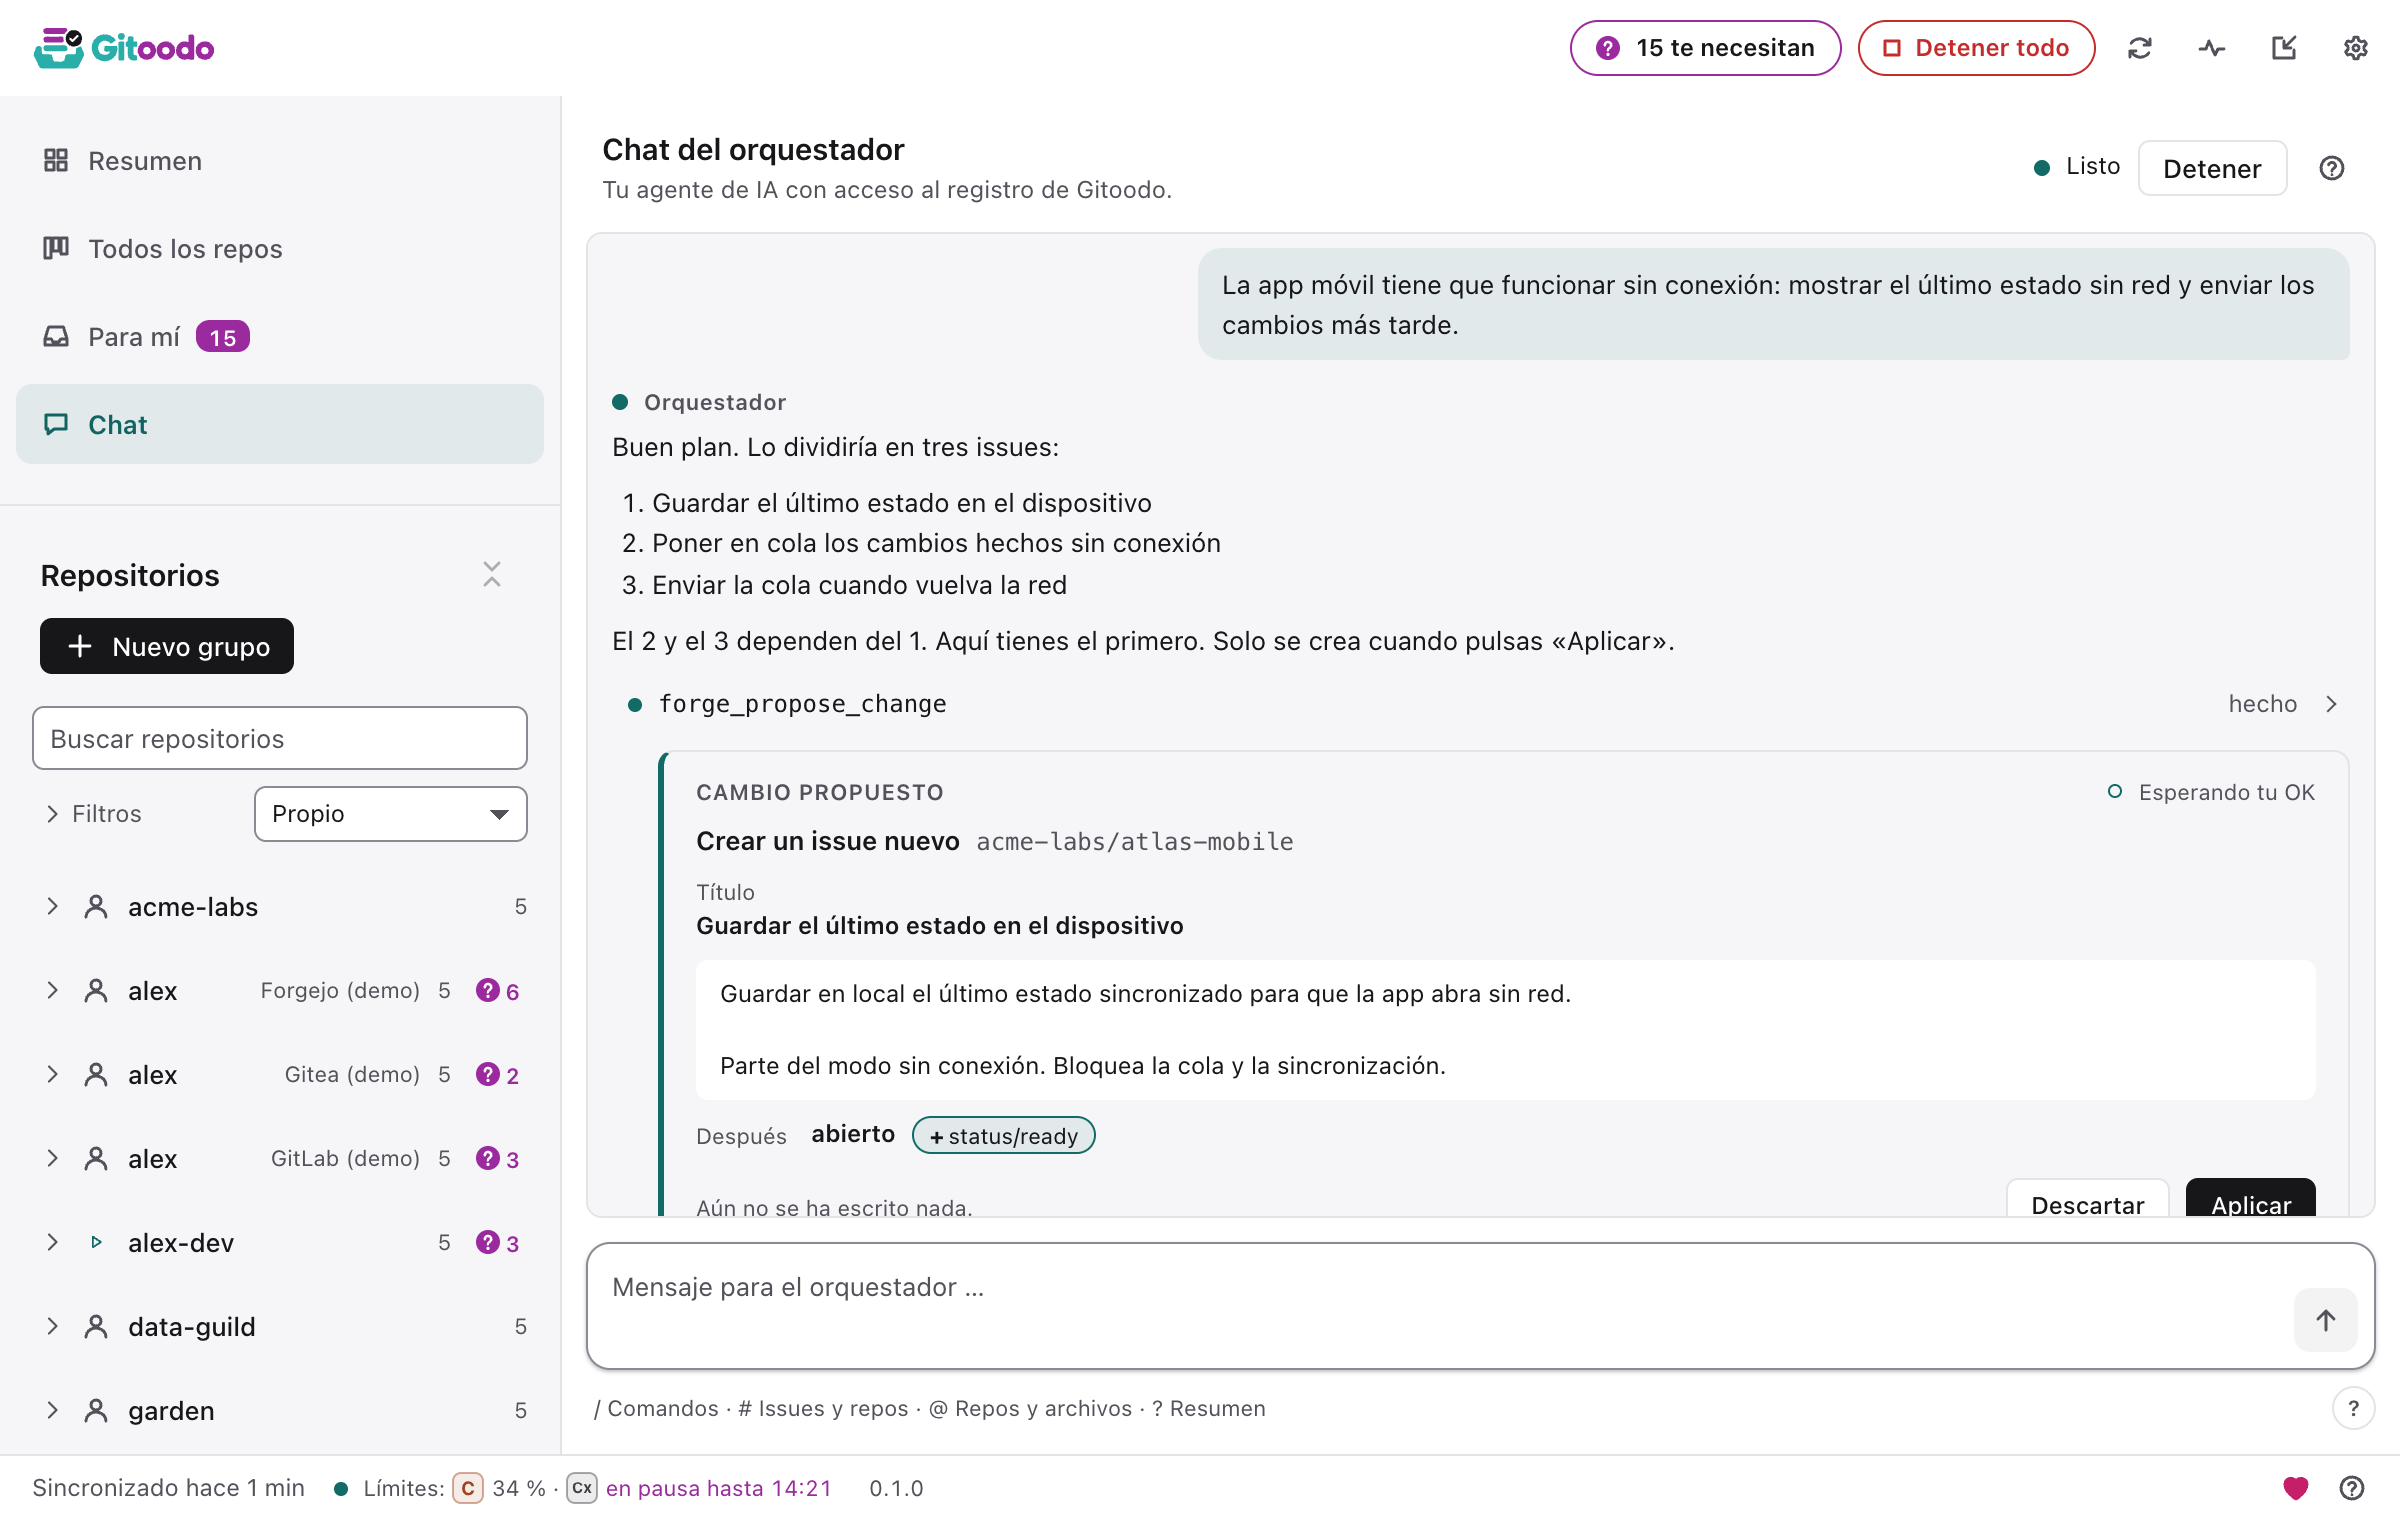 Gitoodo
15 te necesitan
Detener todo
Resumen
Todos los repos
Para mí 15
Chat
Repositorios
Nuevo grupo
Buscar repositorios
Filtros
Propio
acme-labs 5
alex Forgejo (demo) 5 ? 6
alex Gitea (demo) 5 ? 2
alex GitLab (demo) 5 ? 3
alex-dev 5 ? 3
data-guild 5
garden 5
Chat del orquestador
Tu agente de IA con acceso al registro de Gitoodo.
Listo
Detener
La app móvil tiene que funcionar sin conexión: mostrar el último estado sin red y enviar los
cambios más tarde.
Orquestador
Buen plan. Lo dividiría en tres issues:
1. Guardar el último estado en el dispositivo
2. Poner en cola los cambios hechos sin conexión
3. Enviar la cola cuando vuelva la red
El 2 y el 3 dependen del 1. Aquí tienes el primero. Solo se crea cuando pulsas «Aplicar».
forge_propose_change
hecho
CAMBIO PROPUESTO
Esperando tu OK
Crear un issue nuevo acme-labs/atlas-mobile
Título
Guardar el último estado en el dispositivo
Guardar en local el último estado sincronizado para que la app abra sin red.
Parte del modo sin conexión. Bloquea la cola y la sincronización.
Después abierto + status/ready
Aún no se ha escrito nada.
Descartar
Aplicar
Mensaje para el orquestador ...
/ Comandos · # Issues y repos · @ Repos y archivos · ? Resumen
?
Sincronizado hace 1 min
Límites: C 34 % · Cx en pausa hasta 14:21
0.1.0